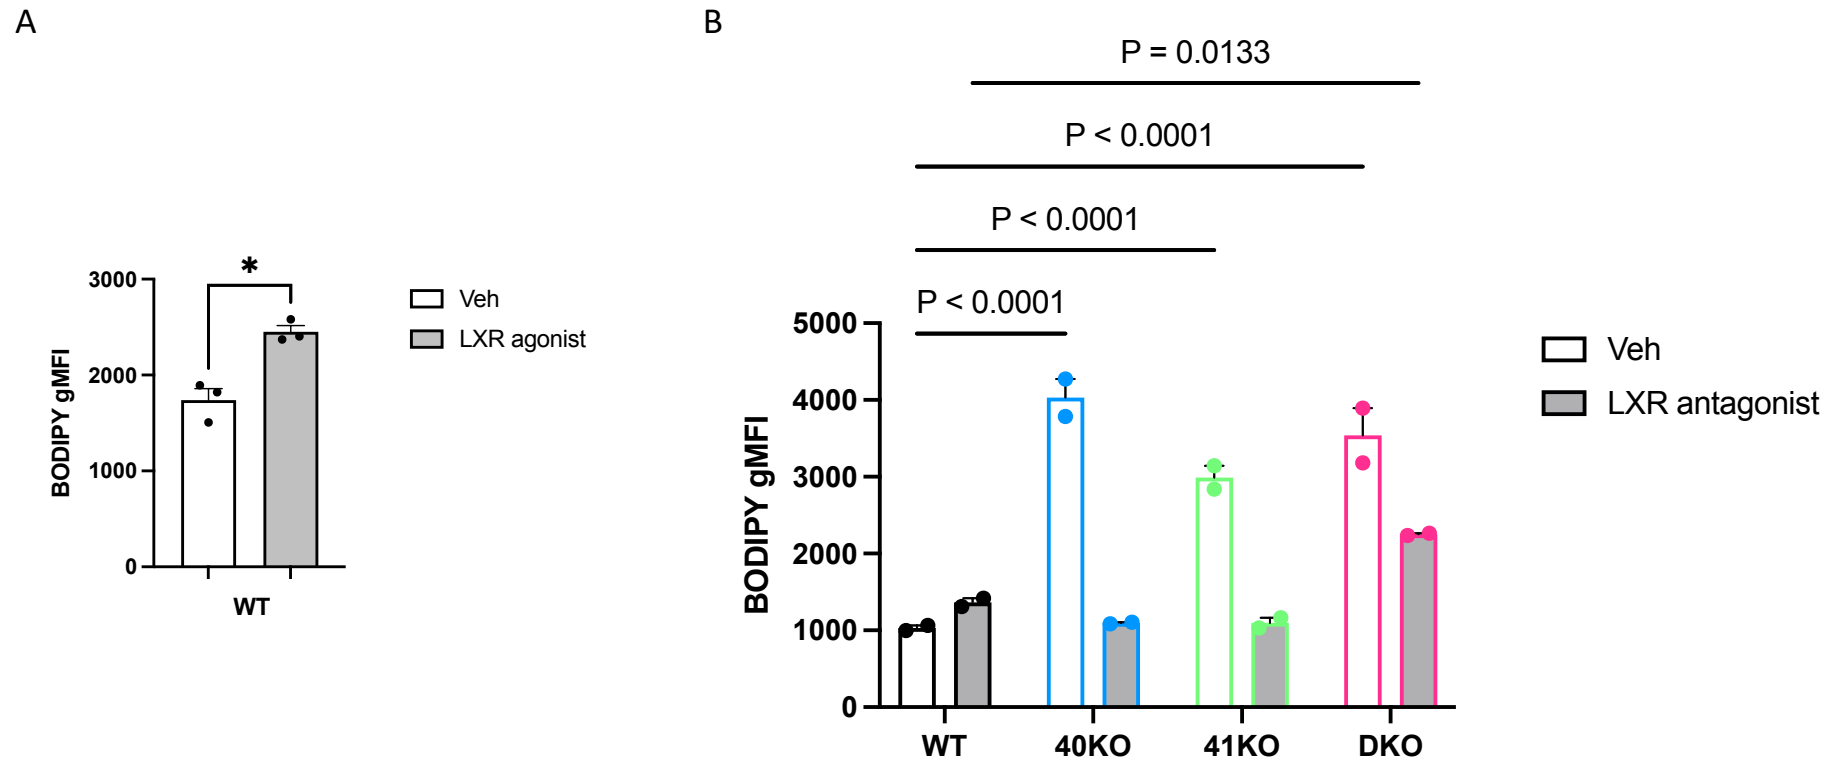 A
3000
2000
1000
0
BODIPY gMFI
*
WT
Veh
LXR agonist
B
P = 0.0133
P < 0.0001
P < 0.0001
P < 0.0001
5000
4000
3000
2000
1000
0
BODIPY gMFI
WT
40KO
41KO
DKO
Veh
LXR antagonist